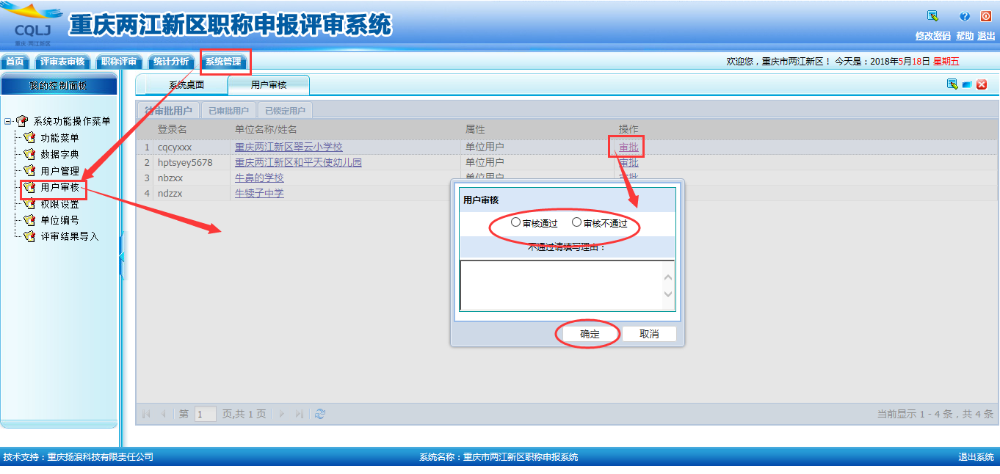 CQLJ
重庆 两江新区
重庆两江新区职称申报评审系统
修改密码 帮助 退出
首页 评审表审核 职称评审 统计分析 系统管理
欢迎您，重庆市两江新区！ 今天是：2018年5月18日 星期五
我的控制面板
系统桌面 用户审核
待审批用户 已审批用户 已锁定用户
系统功能操作菜单
功能菜单
数据字典
用户管理
用户审核
权限设置
单位编号
评审结果导入
登录名 单位名称/姓名 属性 操作
1 cqcyxxx 重庆两江新区翠云小学校 单位用户 审批
2 hptsyey5678 重庆两江新区和平天使幼儿园 单位用户 审批
3 nbzxx 牛鼻的学校 单位用户 审批
4 ndzzx 牛犊子中学
用户审核
审核通过 审核不通过
不通过请填写理由：
确定 取消
第 1 页,共 1 页
当前显示 1 - 4 条，共 4 条
技术支持：重庆扬浪科技有限责任公司
系统名称：重庆市两江新区职称申报系统
退出系统